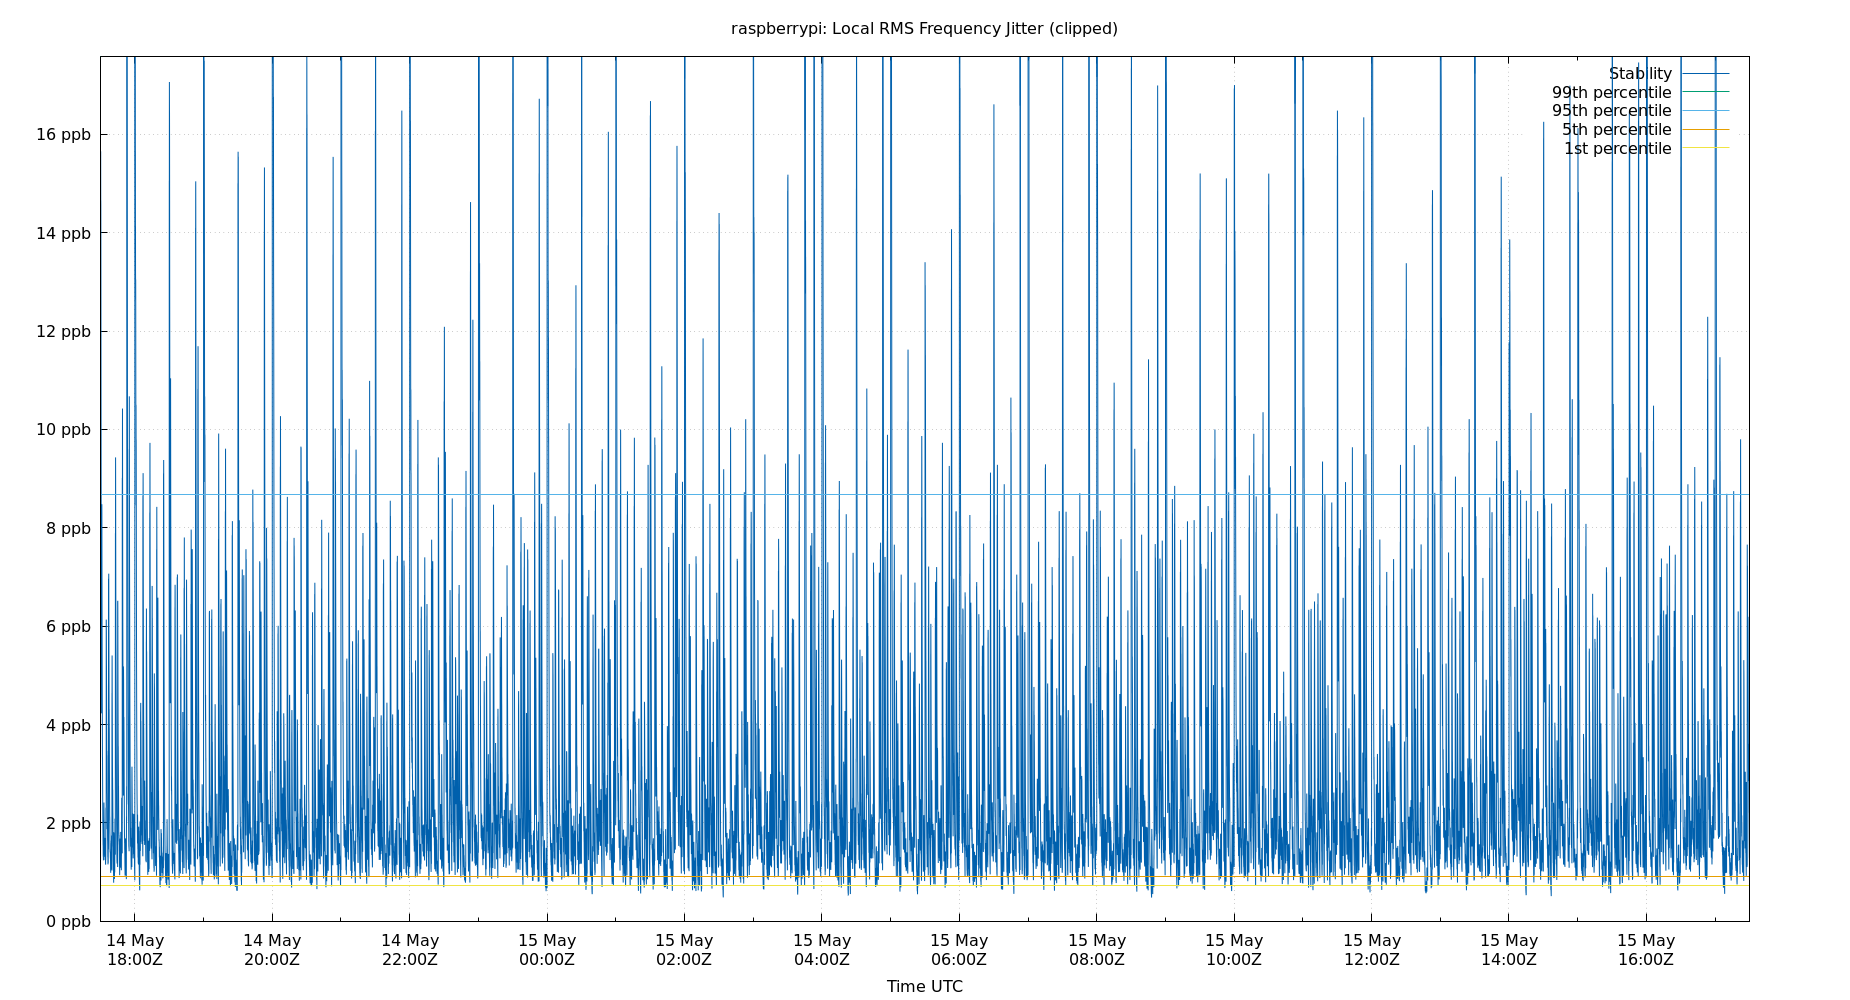 raspberrypi: Local RMS Frequency Jitter (clipped)
Stability
99th percentile
95th percentile
5th percentile
1st percentile
16 ppb
14 ppb
12 ppb
10 ppb
8 ppb
6 ppb
4 ppb
2 ppb
0 ppb
14 May 14 May 14 May 15 May 15 May 15 May 15 May 15 May 15 May 15 May 15 May 15 May
18:00Z 20:00Z 22:00Z 00:00Z 02:00Z 04:00Z 06:00Z 08:00Z 10:00Z 12:00Z 14:00Z 16:00Z
Time UTC